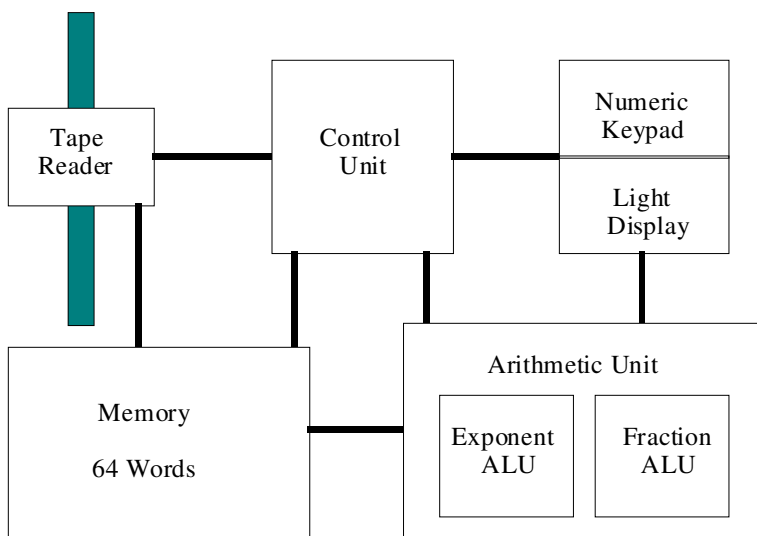 Tape
Reader
Control
Unit
Numeric
Keypad
Light
Display
Memory
64 Words
Arithmetic Unit
Exponent
ALU
Fraction
ALU